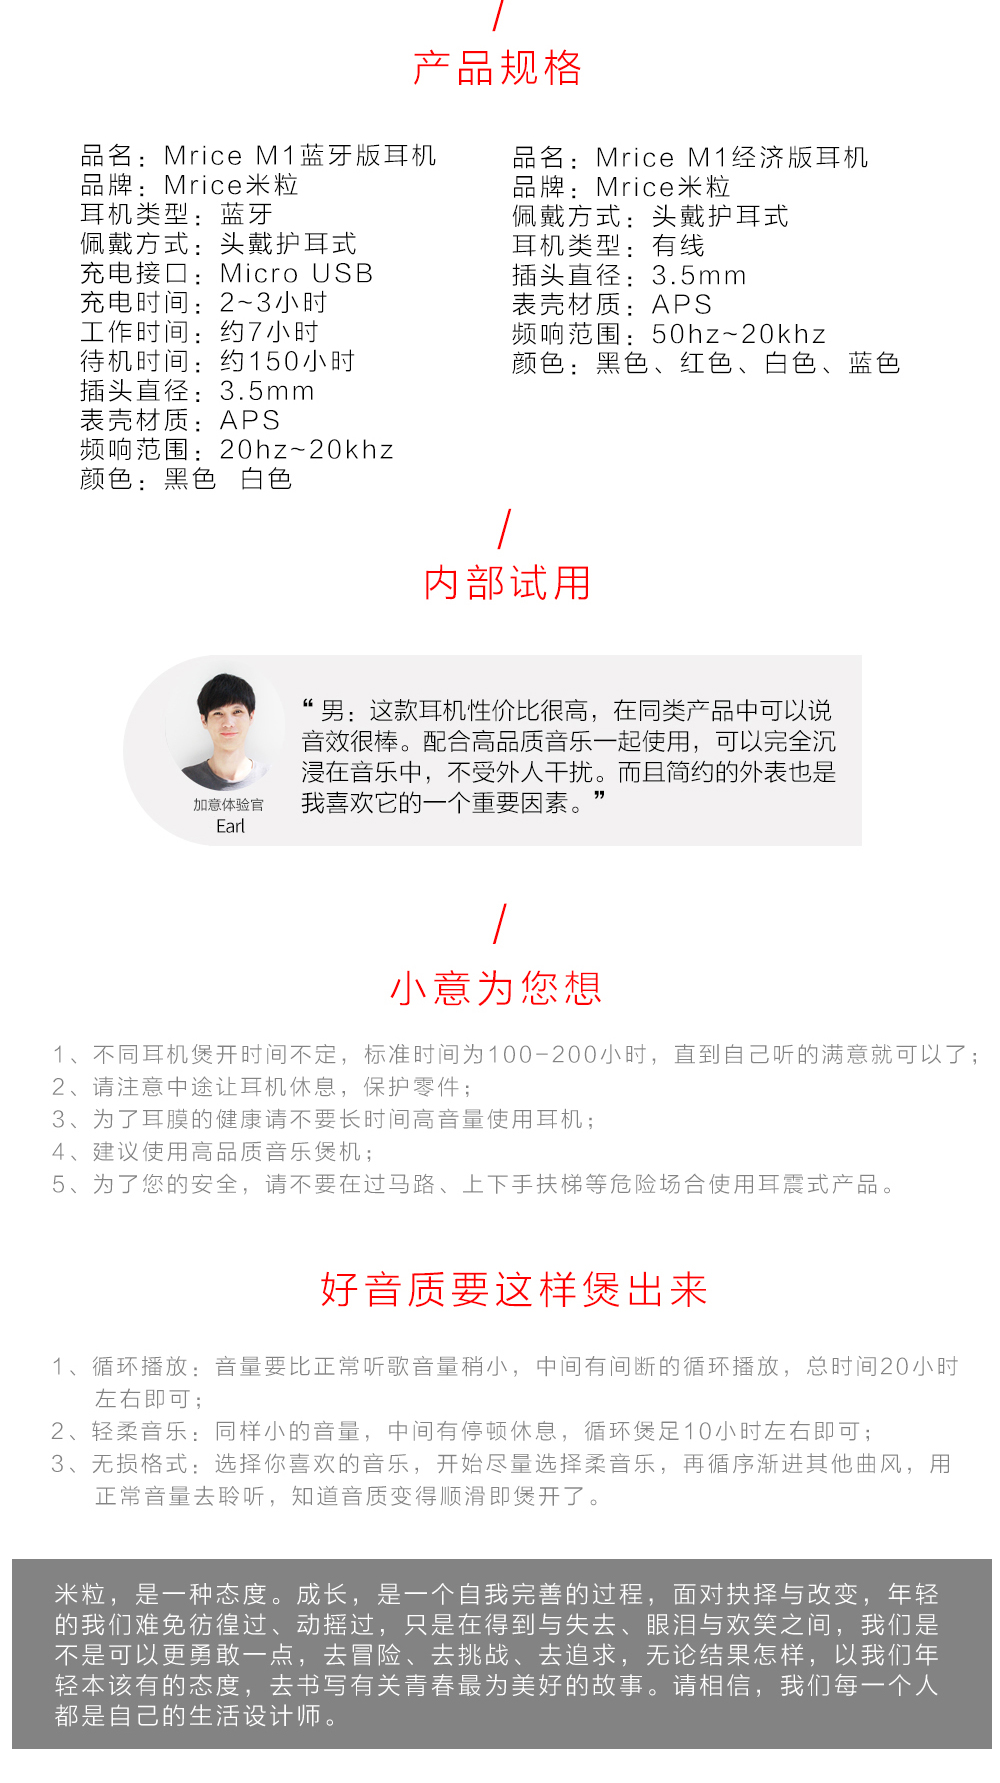 /
产品规格
品名：Mrice M1蓝牙版耳机
品牌：Mrice米粒
耳机类型：蓝牙
佩戴方式：头戴护耳式
充电接口：Micro USB
充电时间：2~3小时
工作时间：约7小时
待机时间：约150小时
插头直径：3.5mm
表壳材质：APS
频响范围：20hz~20khz
颜色：黑色 白色
品名：Mrice M1经济版耳机
品牌：Mrice米粒
佩戴方式：头戴护耳式
耳机类型：有线
插头直径：3.5mm
表壳材质：APS
频响范围：50hz~20khz
颜色：黑色、红色、白色、蓝色
/
内部试用
“男：这款耳机性价比很高，在同类产品中可以说
音效很棒。配合高品质音乐一起使用，可以完全沉
浸在音乐中，不受外人干扰。而且简约的外表也是
我喜欢它的一个重要因素。”
加意体验官
Earl
/
小意为您想
1、不同耳机煲开时间不定，标准时间为100-200小时，直到自己听的满意就可以了；
2、请注意中途让耳机休息，保护零件；
3、为了耳膜的健康请不要长时间高音量使用耳机；
4、建议使用高品质音乐煲机；
5、为了您的安全，请不要在过马路、上下手扶梯等危险场合使用耳震式产品。
好音质要这样煲出来
1、循环播放：音量要比正常听歌音量稍小，中间有间断的循环播放，总时间20小时
左右即可；
2、轻柔音乐：同样小的音量，中间有停顿休息，循环煲足10小时左右即可；
3、无损格式：选择你喜欢的音乐，开始尽量选择柔音乐，再循序渐进其他曲风，用
正常音量去聆听，知道音质变得顺滑即煲开了。
米粒，是一种态度。成长，是一个自我完善的过程，面对抉择与改变，年轻
的我们难免彷徨过、动摇过，只是在得到与失去、眼泪与欢笑之间，我们是
不是可以更勇敢一点，去冒险、去挑战、去追求，无论结果怎样，以我们年
轻本该有的态度，去书写有关青春最为美好的故事。请相信，我们每一个人
都是自己的生活设计师。